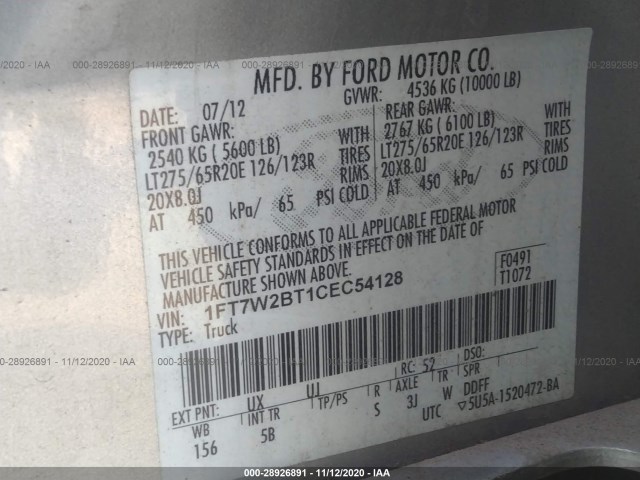 11/12/2020 - IAA 000-28926891 - 11/12/2020 - IAA 000-28926891 - 11/12/2020 - IAA 000-28926891 - 11
MFD. BY FORD MOTOR CO.
DATE: 07/12 GVWR: 4536 KG (10000 LB)
FRONT GAWR: REAR GAWR:
2540 KG ( 5600 LB) WITH 2767 KG ( 6100 LB) WITH
LT275/65R20E 126/123R TIRES LT275/65R20E 126/123R TIRES
20X8.0J RIMS 20X8.0J RIMS
AT 450 kPa/ 65 PSI COLD AT 450 kPa/ 65 PSI COLD
THIS VEHICLE CONFORMS TO ALL APPLICABLE FEDERAL MOTOR
VEHICLE SAFETY STANDARDS IN EFFECT ON THE DATE OF
MANUFACTURE SHOWN ABOVE.
VIN: 1FT7W2BT1CEC54128 F0491
TYPE: Truck T1072
EXT PNT: UX UJ RC: 52 DSO:
WB INT TR TP/PS R AXLE TR SPR
156 5B S 3J W DDFF
UTC ▽5U5A-1520472-BA
11/12/2020 - IAA 000-28926891 - 11/12/2020 - IAA 000-28926891 - 11/12/2020 - IAA 000-28926891 - 11
000-28926891 - 11/12/2020 - IAA